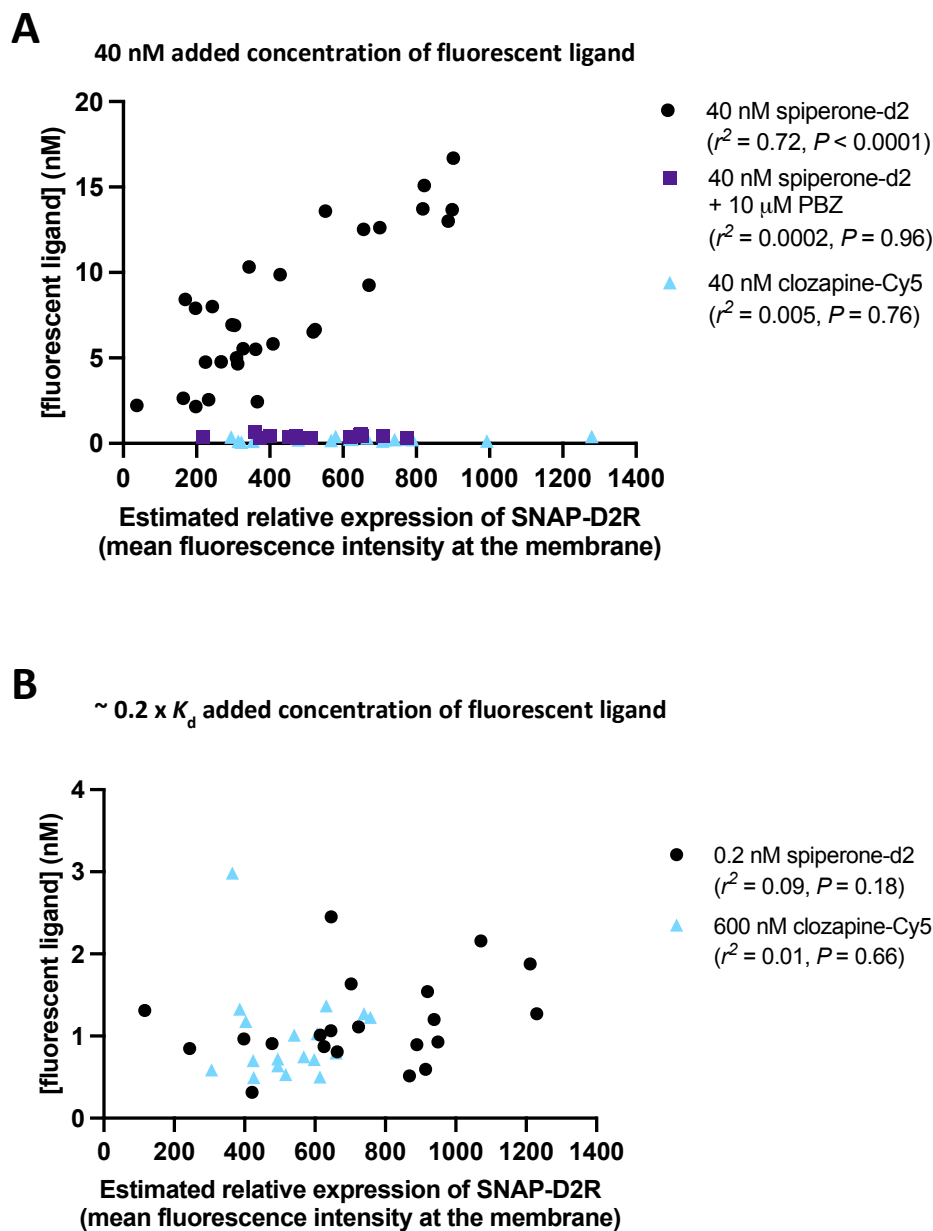 A
40 nM added concentration of fluorescent ligand
[fluorescent ligand] (nM)
20
15
10
5
0
0 200 400 600 800 1000 1200 1400
Estimated relative expression of SNAP-D2R
(mean fluorescence intensity at the membrane)
40 nM spiperone-d2
(r² = 0.72, P < 0.0001)
40 nM spiperone-d2
+ 10 μM PBZ
(r² = 0.0002, P = 0.96)
40 nM clozapine-Cy5
(r² = 0.005, P = 0.76)
B
~ 0.2 x Kd added concentration of fluorescent ligand
[fluorescent ligand] (nM)
4
3
2
1
0
0 200 400 600 800 1000 1200 1400
Estimated relative expression of SNAP-D2R
(mean fluorescence intensity at the membrane)
0.2 nM spiperone-d2
(r² = 0.09, P = 0.18)
600 nM clozapine-Cy5
(r² = 0.01, P = 0.66)